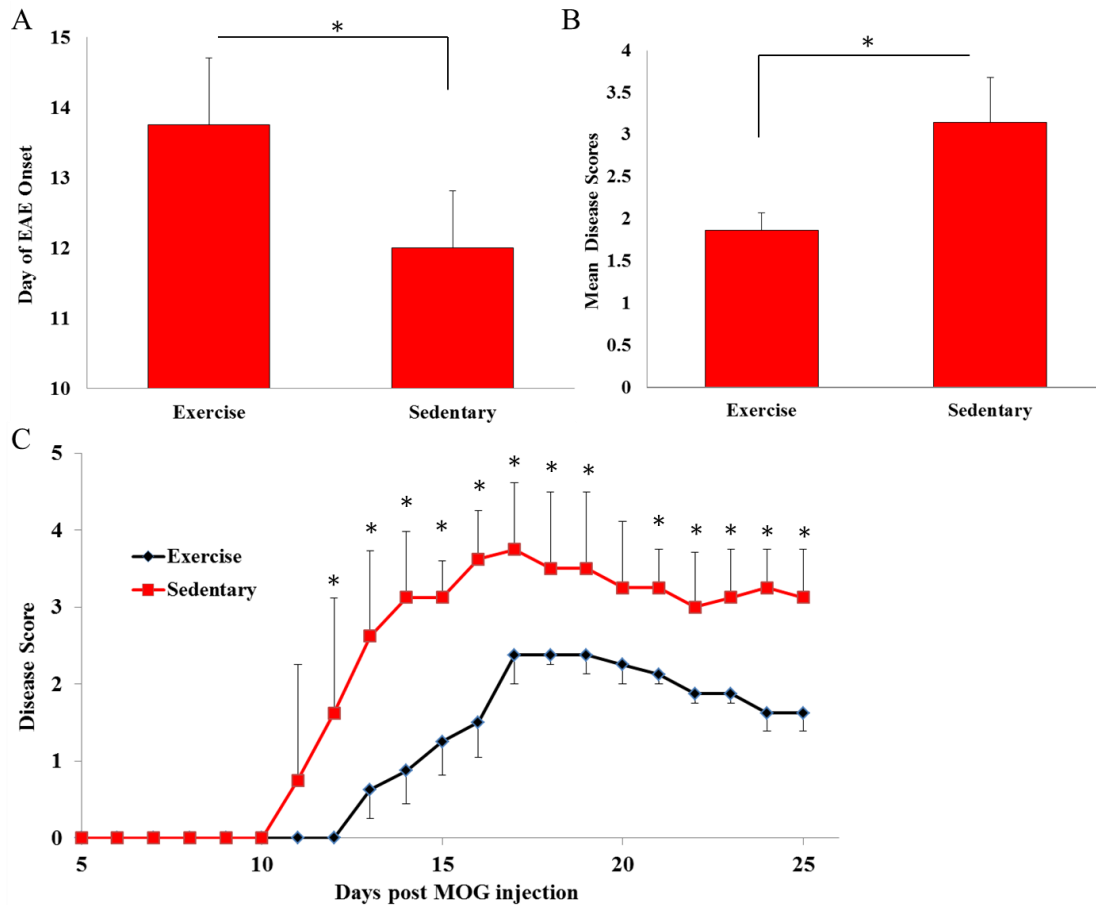 A
15
14
13
12
11
10
Day of EAE Onset
*
Exercise
Sedentary
B
4
3.5
3
2.5
2
1.5
1
0.5
0
Mean Disease Scores
*
Exercise
Sedentary
C
5
4
3
2
1
0
Disease Score
Exercise
Sedentary
* * * * * * * * * * * * *
5 10 15 20 25
Days post MOG injection